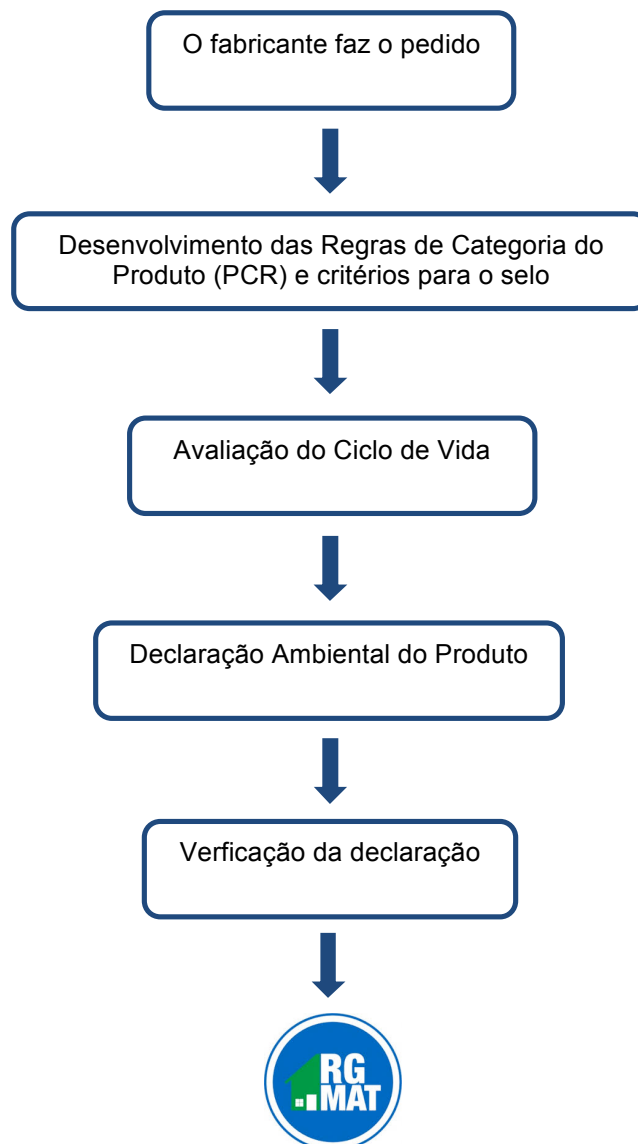 O fabricante faz o pedido
Desenvolvimento das Regras de Categoria do
Produto (PCR) e critérios para o selo
Avaliação do Ciclo de Vida
Declaração Ambiental do Produto
Verficação da declaração
RG
MAT